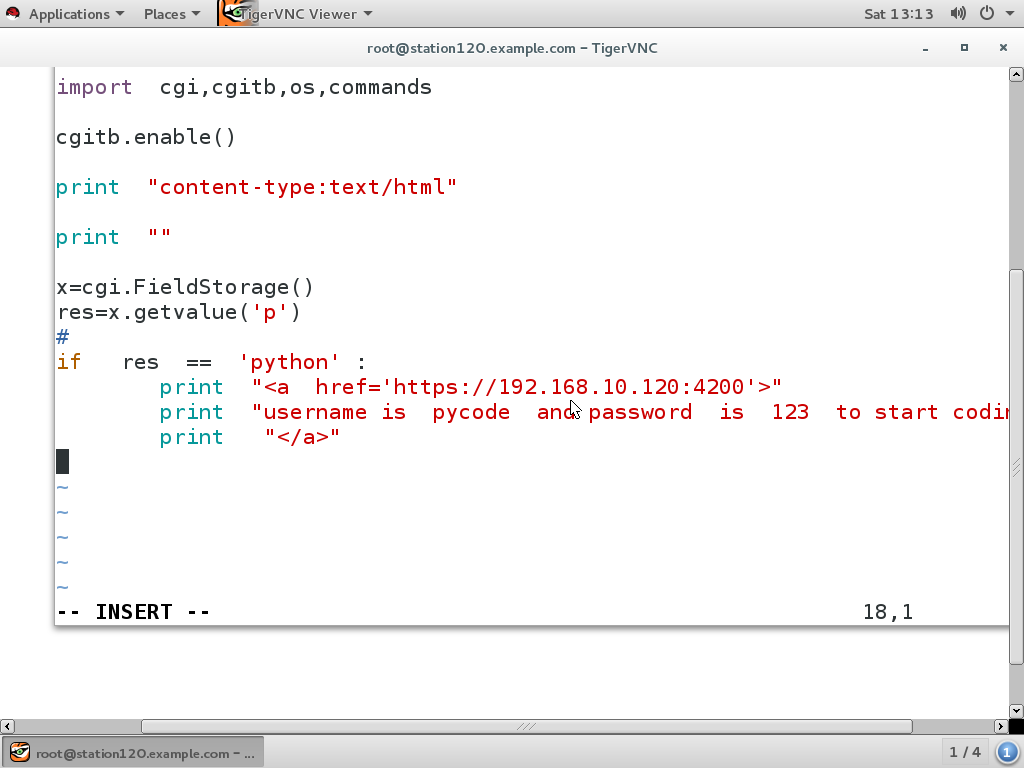 Applications Places TigerVNC Viewer Sat 13:13
root@station120.example.com – TigerVNC
import  cgi,cgitb,os,commands
cgitb.enable()
print  "content-type:text/html"
print  ""
x=cgi.FieldStorage()
res=x.getvalue('p')
#
if   res  ==  'python' :
print  "<a  href='https://192.168.10.120:4200'>"
print  "username is  pycode  and password  is  123  to start codin
print   "</a>"
~
~
~
~
~
-- INSERT -- 18,1
root@station120.example.com – ... 1 / 4 1